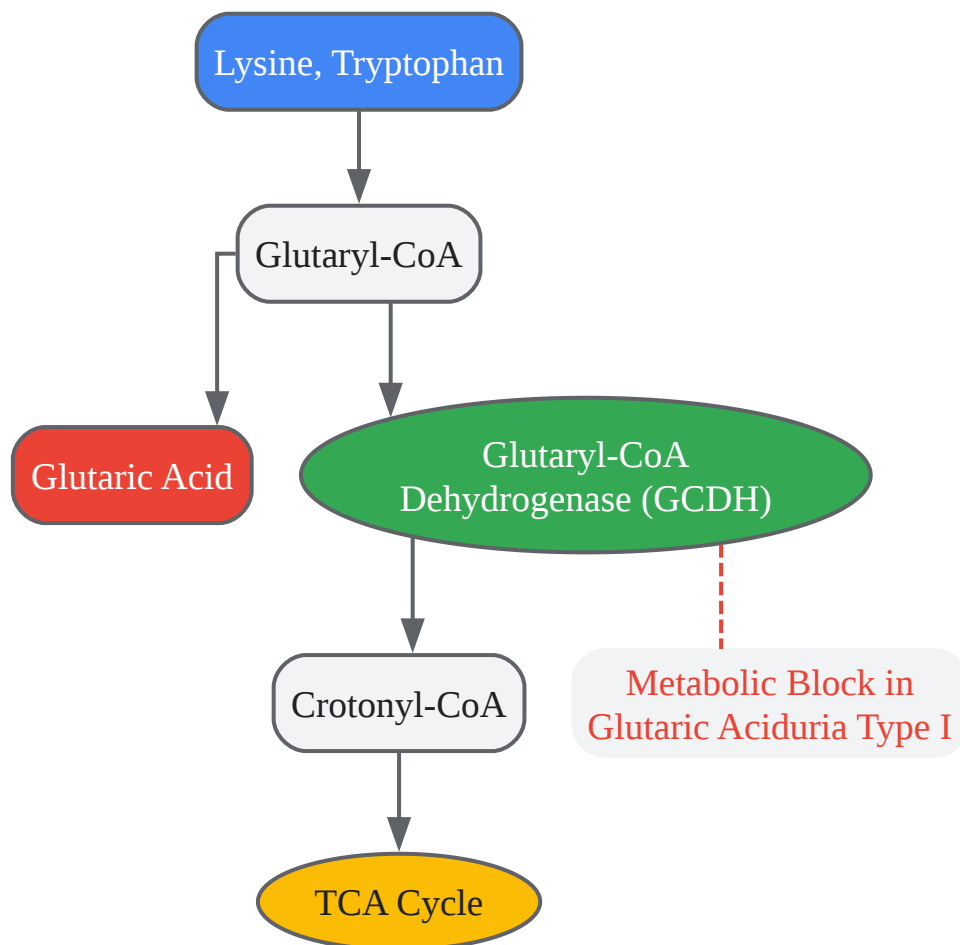 Lysine, Tryptophan
Glutaryl-CoA
Glutaric Acid
Glutaryl-CoA
Dehydrogenase (GCDH)
Crotonyl-CoA
Metabolic Block in
Glutaric Aciduria Type I
TCA Cycle